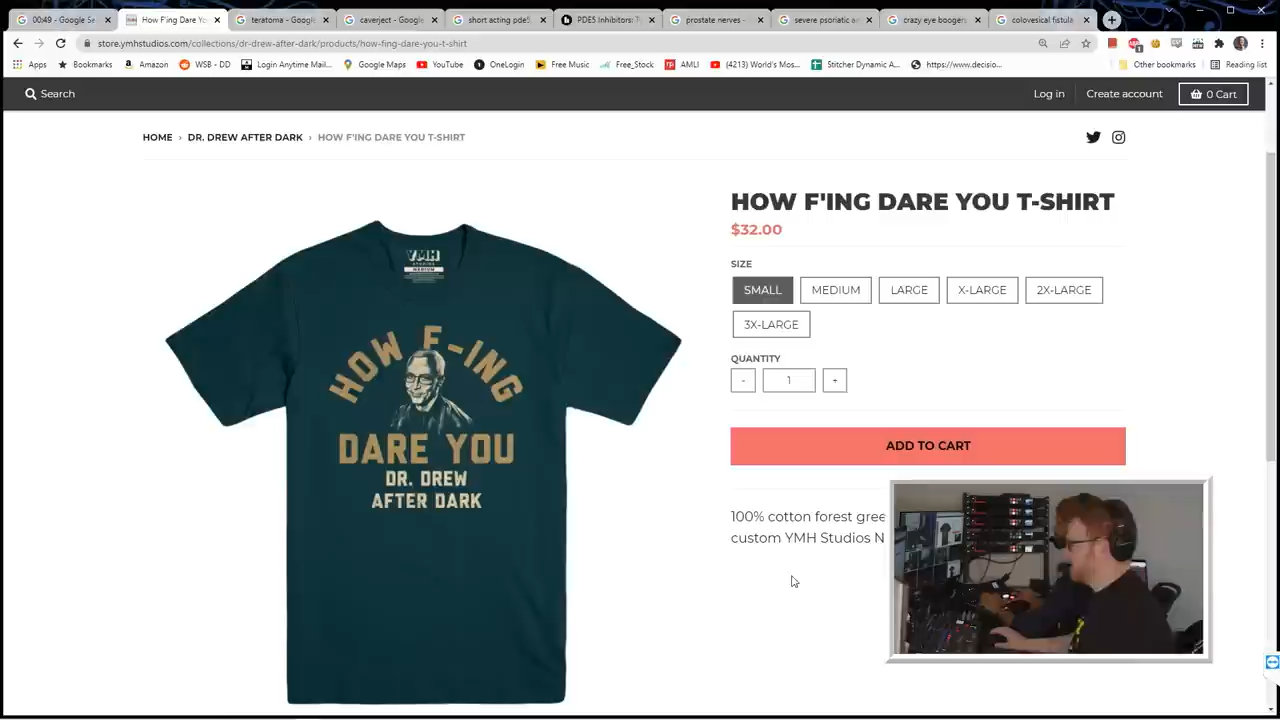 00:49 - Google Se
How F'ing Dare Yo
teratoma - Google
caverject - Google
short acting pde5
PDE5 Inhibitors:
prostate nerves -
severe psoriatic a
crazy eye booger
colovesical fistula
store.ymhstudios.com/collections/dr-drew-after-dark/products/how-fing-dare-you-t-shirt
Apps
Bookmarks
Amazon
WSB - DD
Login Anytime Mail...
Google Maps
YouTube
OneLogin
Free Music
Free_Stock
AMLI
(4213) World's Mos...
Stitcher Dynamic A...
https://www.decisio...
Other bookmarks
Reading list
Search
Log in
Create account
0 Cart
HOME › DR. DREW AFTER DARK › HOW F'ING DARE YOU T-SHIRT
YMH
STUDIOS
MEDIUM
HOW F-ING
DARE YOU
DR. DREW
AFTER DARK
HOW F'ING DARE YOU T-SHIRT
$32.00
SIZE
SMALL MEDIUM LARGE X-LARGE 2X-LARGE
3X-LARGE
QUANTITY
- 1 +
ADD TO CART
100% cotton forest gree
custom YMH Studios N